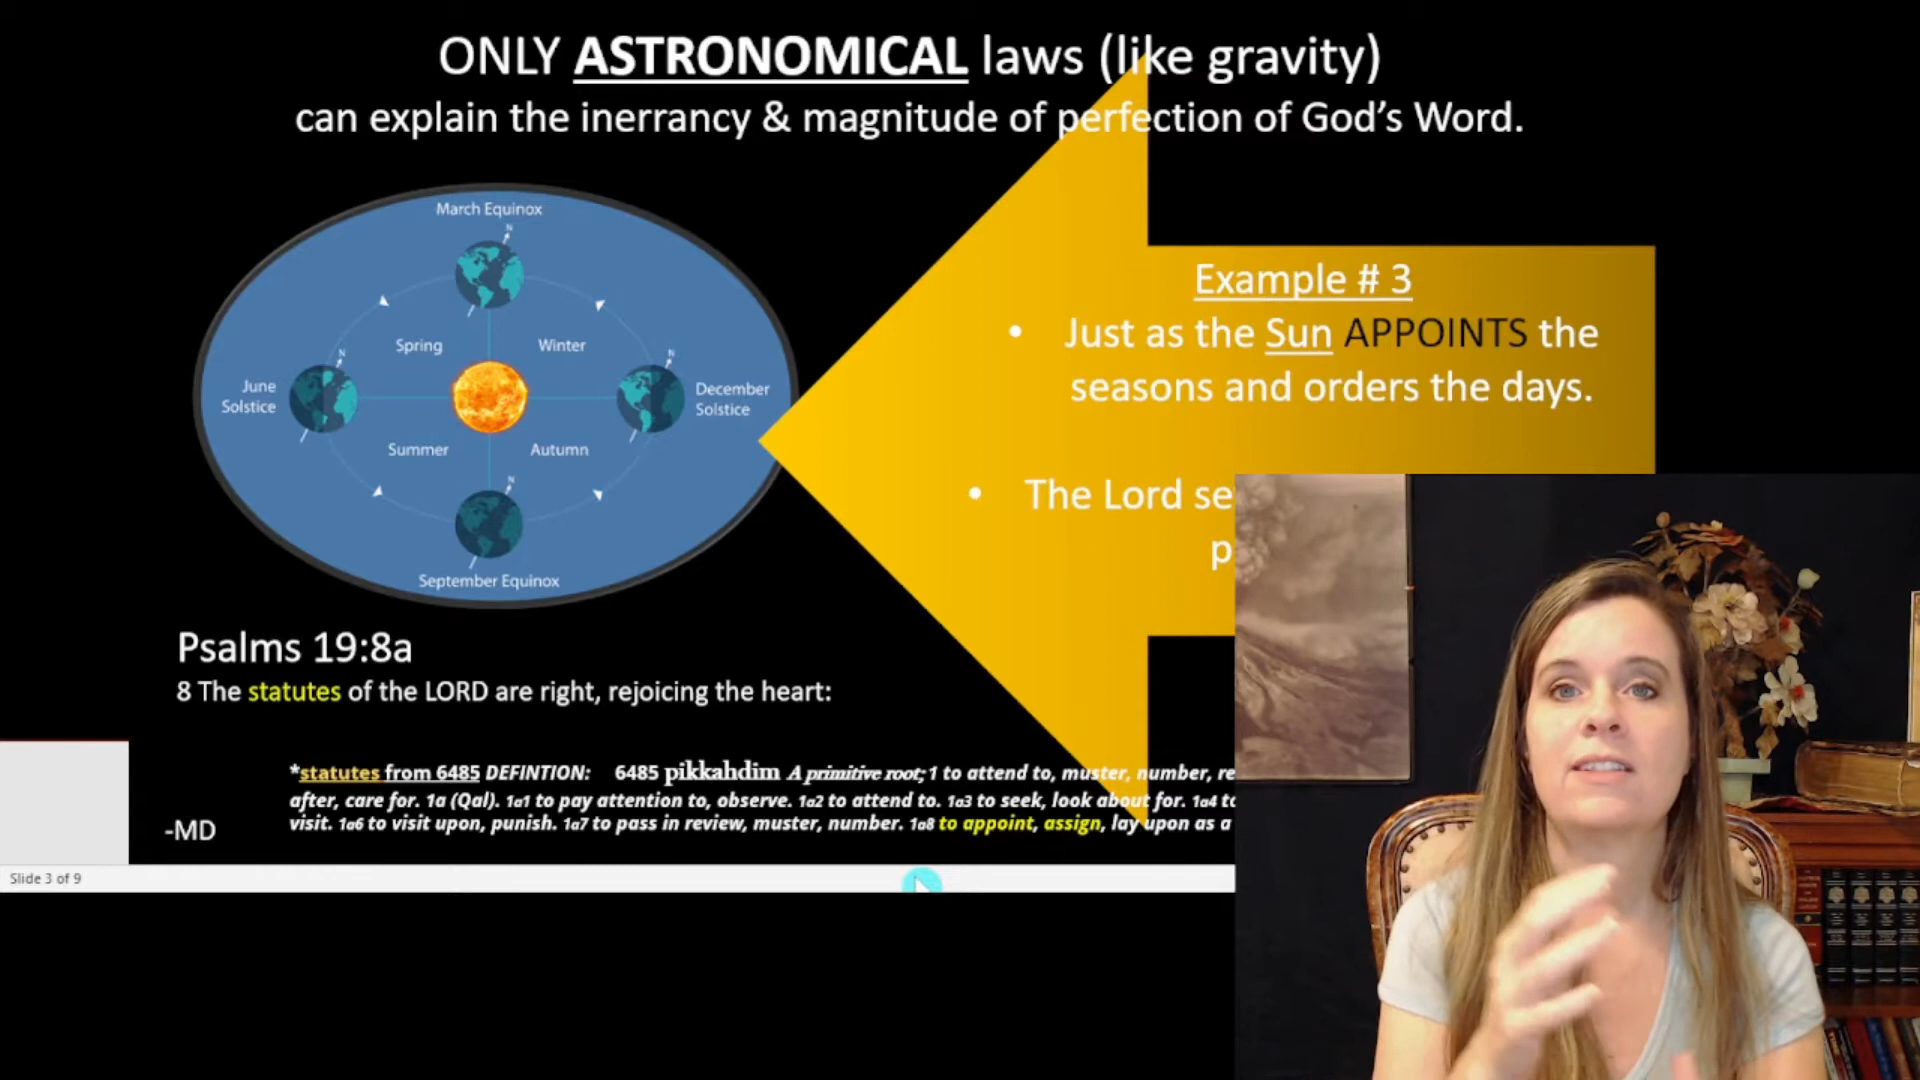 ONLY ASTRONOMICAL laws (like gravity)
can explain the inerrancy & magnitude of perfection of God's Word.
March Equinox
N
Spring
Winter
N
N
June
Solstice
December
Solstice
Summer
Autumn
N
September Equinox
Example # 3
• Just as the Sun APPOINTS the
seasons and orders the days.
• The Lord se
p
Psalms 19:8a
8 The statutes of the LORD are right, rejoicing the heart:
*statutes from 6485 DEFINTION: 6485 pikkahdim A primitive root; 1 to attend to, muster, number, re
after, care for. 1a (Qal). 1a1 to pay attention to, observe. 1a2 to attend to. 1a3 to seek, look about for. 1a4 to
visit. 1a6 to visit upon, punish. 1a7 to pass in review, muster, number. 1a8 to appoint, assign, lay upon as a
-MD
Slide 3 of 9